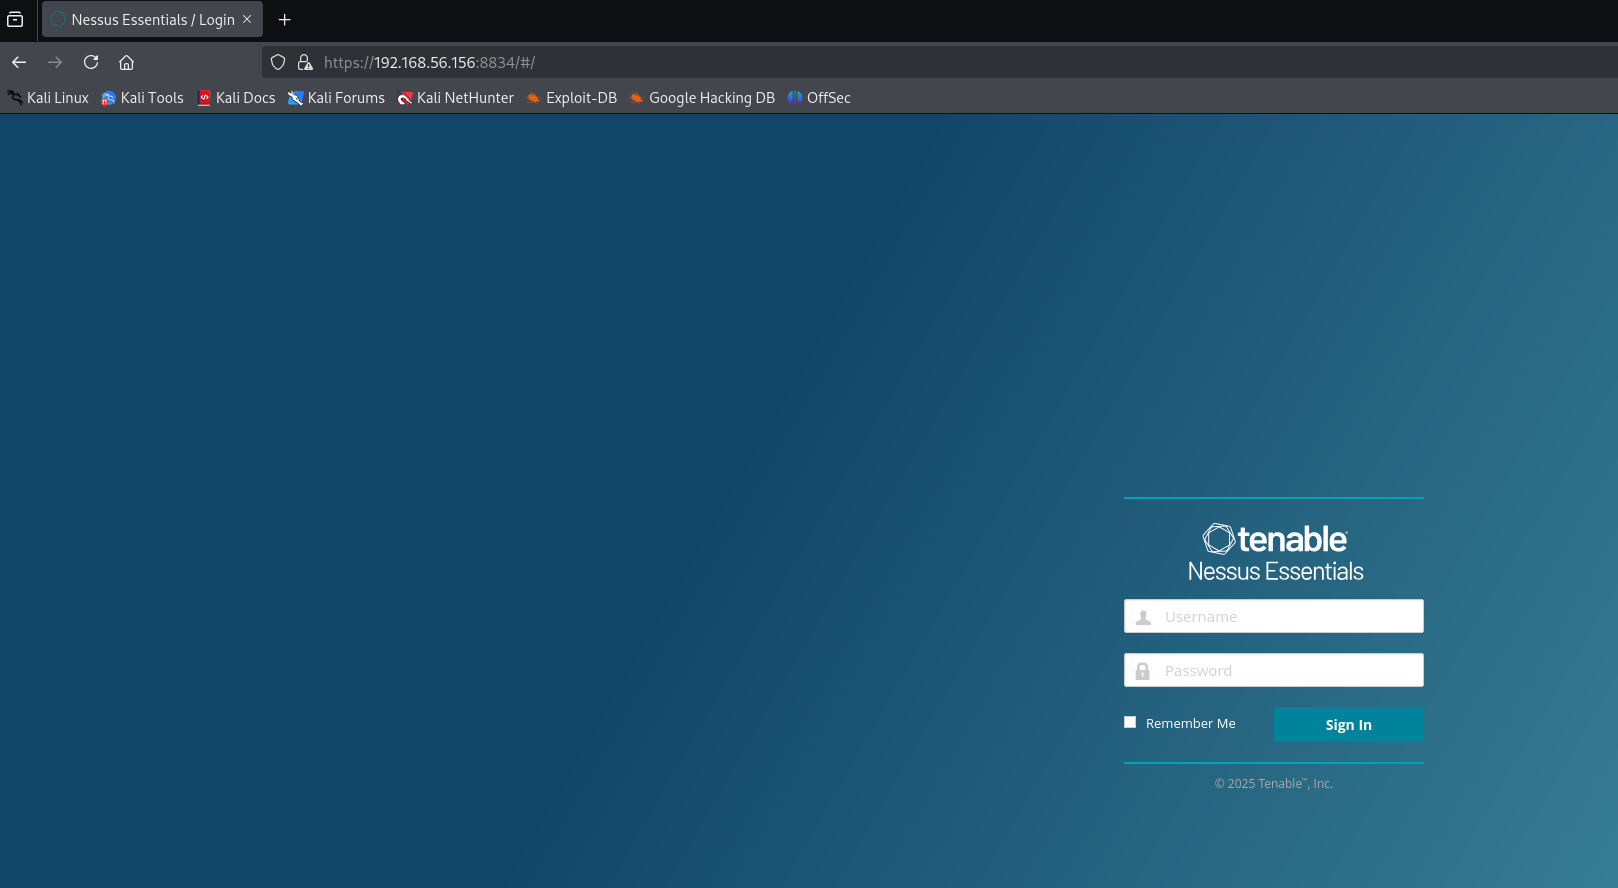 Nessus Essentials / Login
https://192.168.56.156:8834/#/
Kali Linux Kali Tools Kali Docs Kali Forums Kali NetHunter Exploit-DB Google Hacking DB OffSec
tenable
Nessus Essentials
Username
Password
Remember Me Sign In
© 2025 Tenable™, Inc.